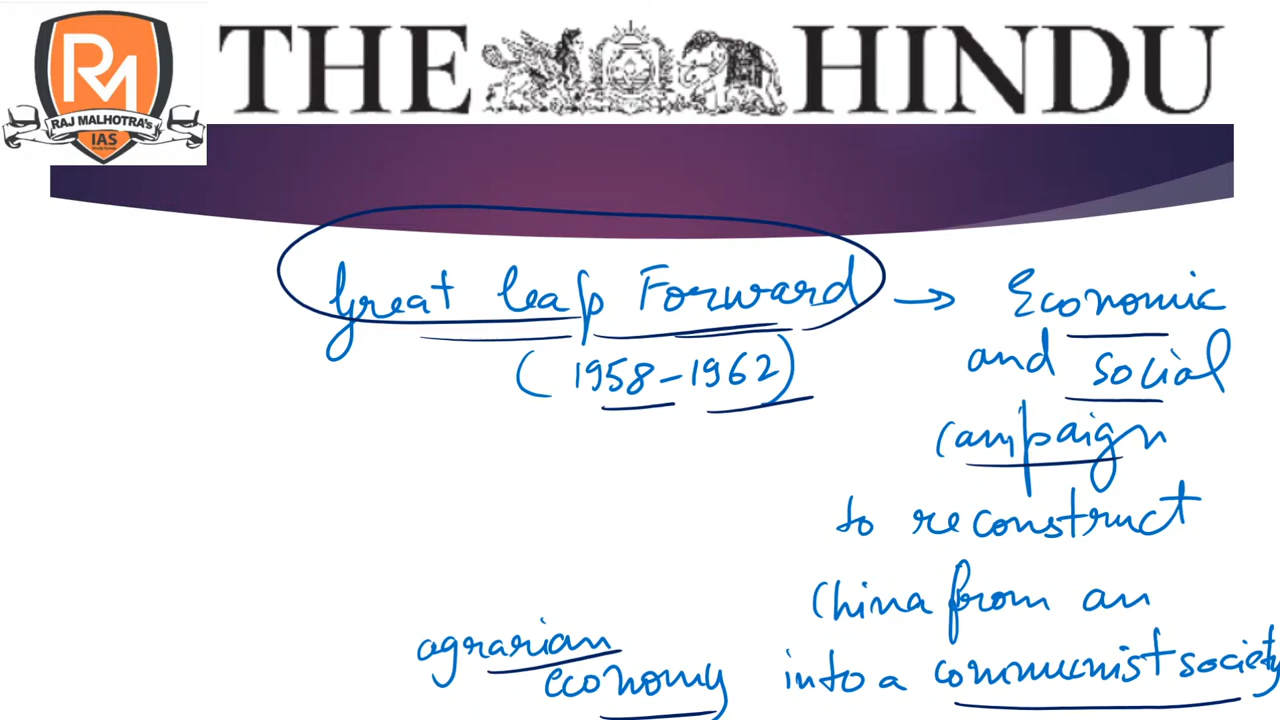 RM
RAJ MALHOTRA'S
IAS
THE HINDU
Great leap Forward → Economic
(1958-1962)
and social
campaign
to reconstruct
China from an
agrarian
economy into a communist society